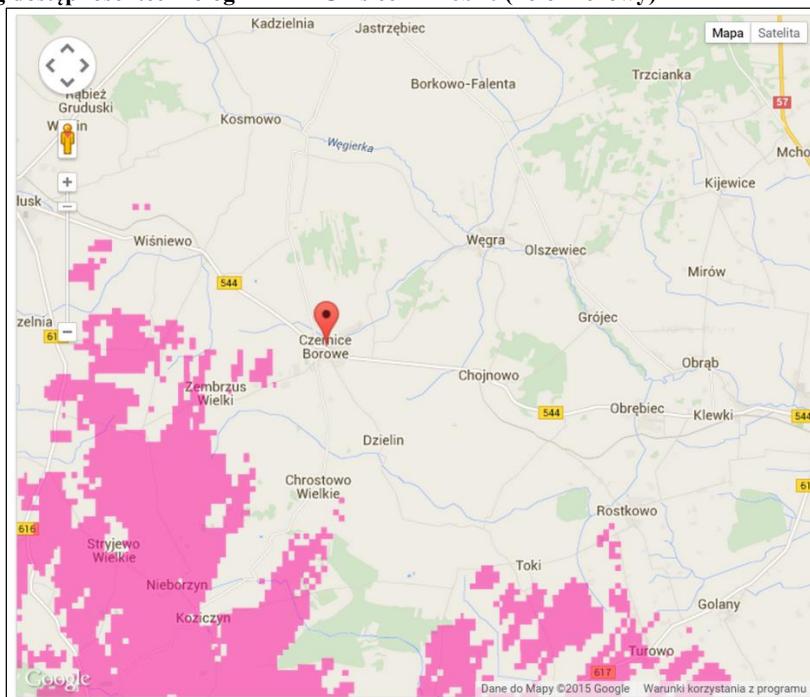 Kadzielnia
Jastrzębiec
Mapa
Satelita
Borkowo-Falenta
Trzcianka
57
Gruduski
Kosmowo
Węgierka
Kijewice
Wiśniewo
Węgra
Olszewiec
Mirów
544
Grójec
Czernice
Borowe
Obrąb
Chojnowo
Zembrzus
Wielki
544
Obrębiec
Klewki
544
Dzielin
Chrostowo
Wielkie
Rostkowo
616
Stryjewo
Wielkie
Toki
Nieborzyn
Golany
Koziczyn
Turowo
617
Google
Dane do Mapy ©2015 Google
Warunki korzystania z programu